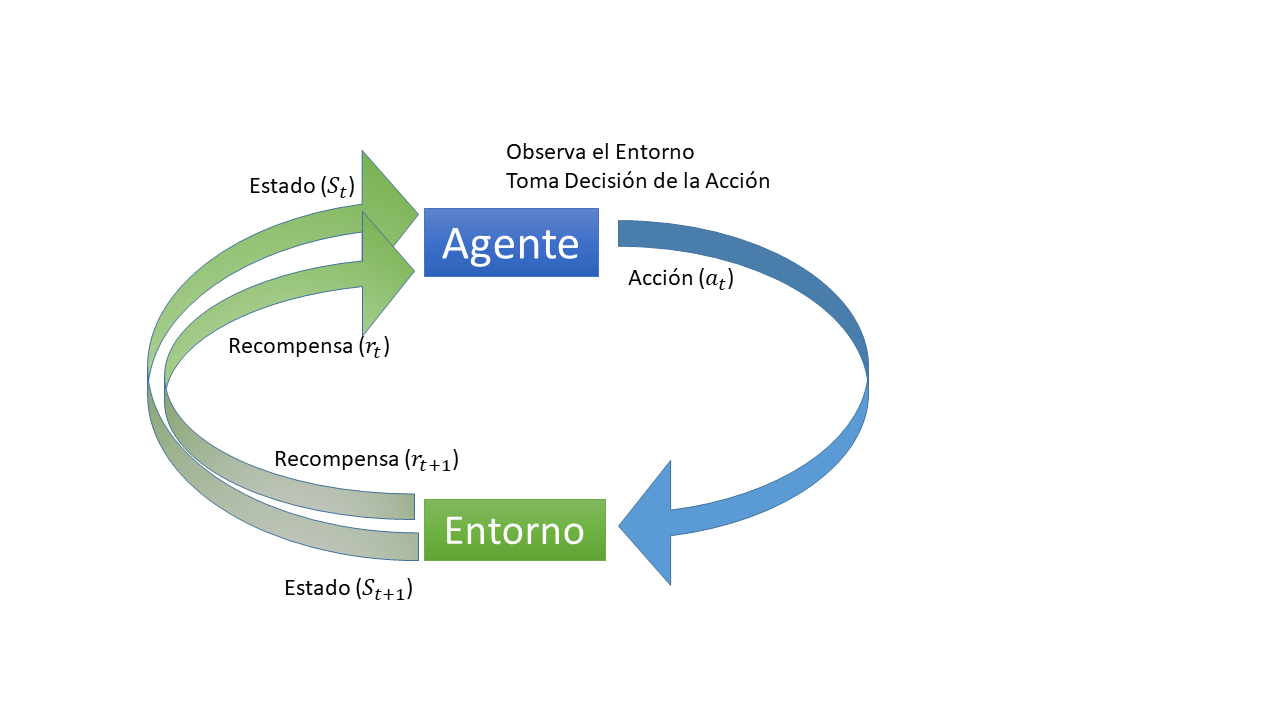 Observa el Entorno
Toma Decisión de la Acción
Estado (S_t)
Agente
Acción (a_t)
Recompensa (r_t)
Recompensa (r_{t+1})
Entorno
Estado (S_{t+1})